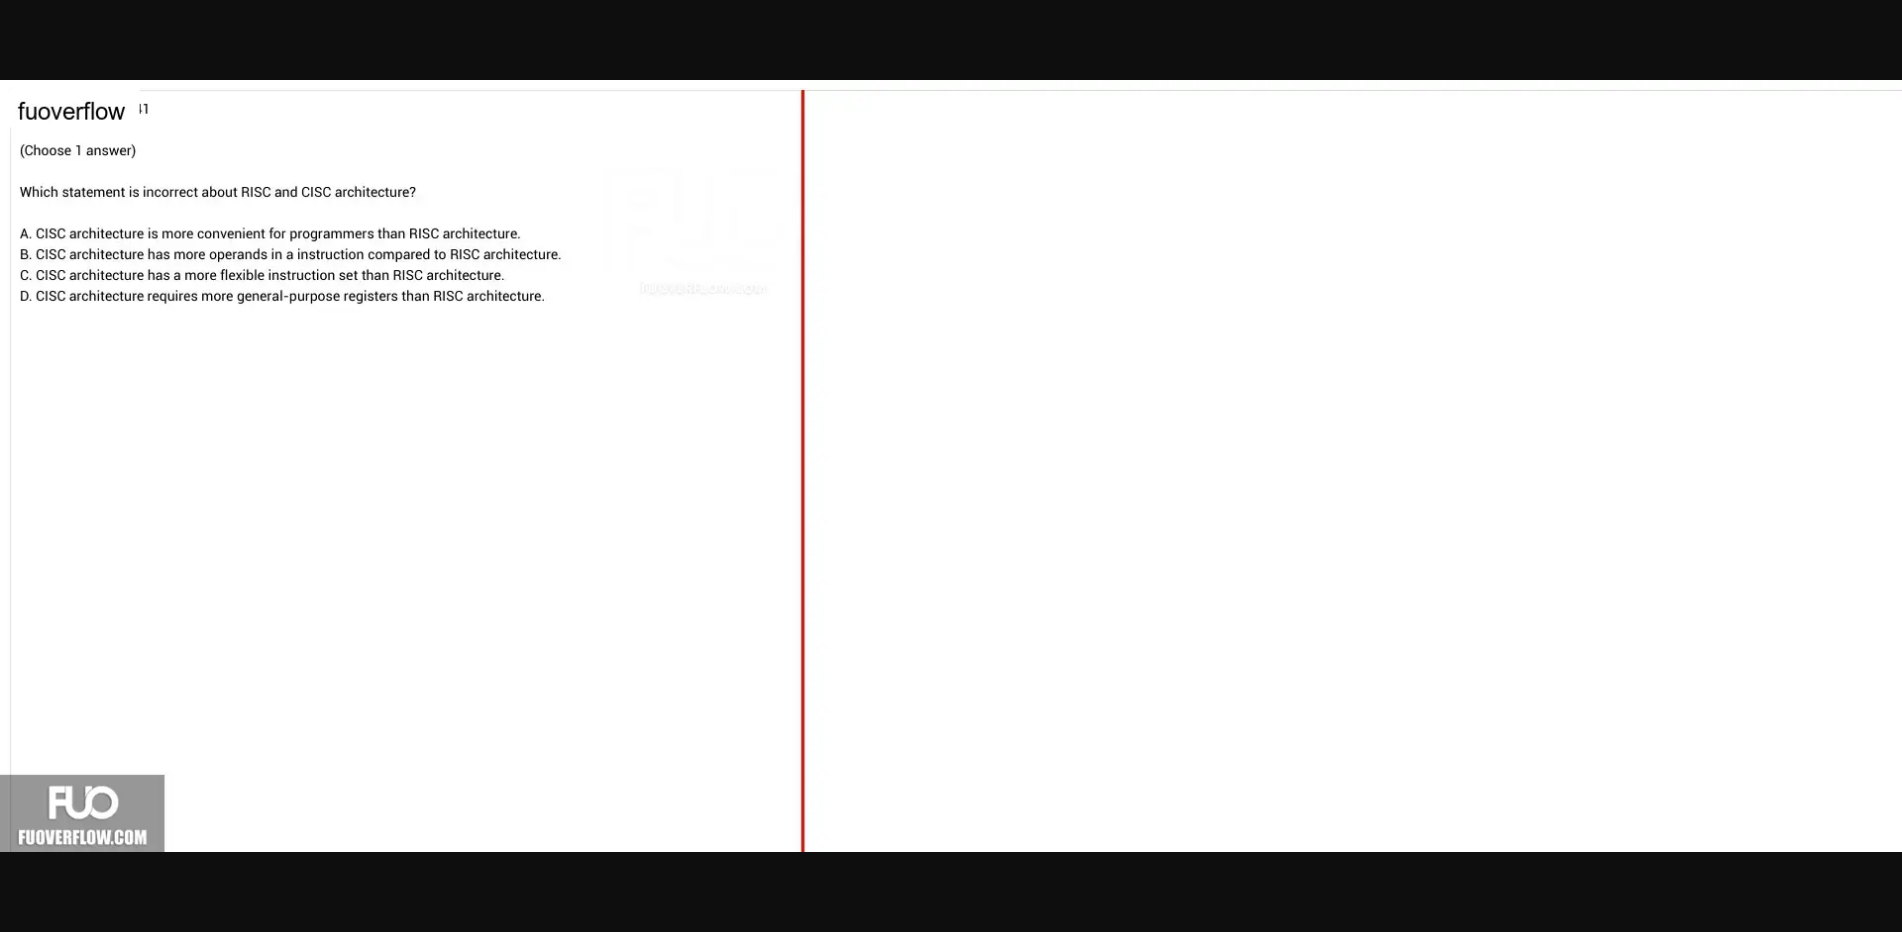 fuoverflow
(Choose 1 answer)
Which statement is incorrect about RISC and CISC architecture?
A. CISC architecture is more convenient for programmers than RISC architecture.
B. CISC architecture has more operands in a instruction compared to RISC architecture.
C. CISC architecture has a more flexible instruction set than RISC architecture.
D. CISC architecture requires more general-purpose registers than RISC architecture.
FUOVERFLOW.COM
FUO
FUOVERFLOW.COM